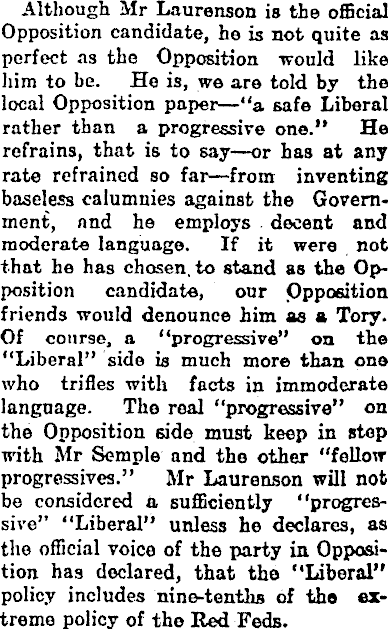 Although Mr Laurenson is the official
Opposition candidate, he is not quite as
perfect as the Opposition would like
him to be. He is, we are told by the
local Opposition paper—"a safe Liberal
rather than a progressive one." He
refrains, that is to say—or has at any
rate refrained so far—from inventing
baseless calumnies against the Govern-
ment, and he employs decent and
moderate language. If it were not
that he has chosen to stand as the Op-
position candidate, our Opposition
friends would denounce him as a Tory.
Of course, a "progressive" on the
"Liberal" side is much more than one
who trifles with facts in immoderate
language. The real "progressive" on
the Opposition side must keep in step
with Mr Semple and the other "fellow
progressives." Mr Laurenson will not
be considered a sufficiently "progres-
sive" "Liberal" unless he declares, as
the official voice of the party in Opposi-
tion has declared, that the "Liberal"
policy includes nine-tenths of the ex-
treme policy of the Red Feds.